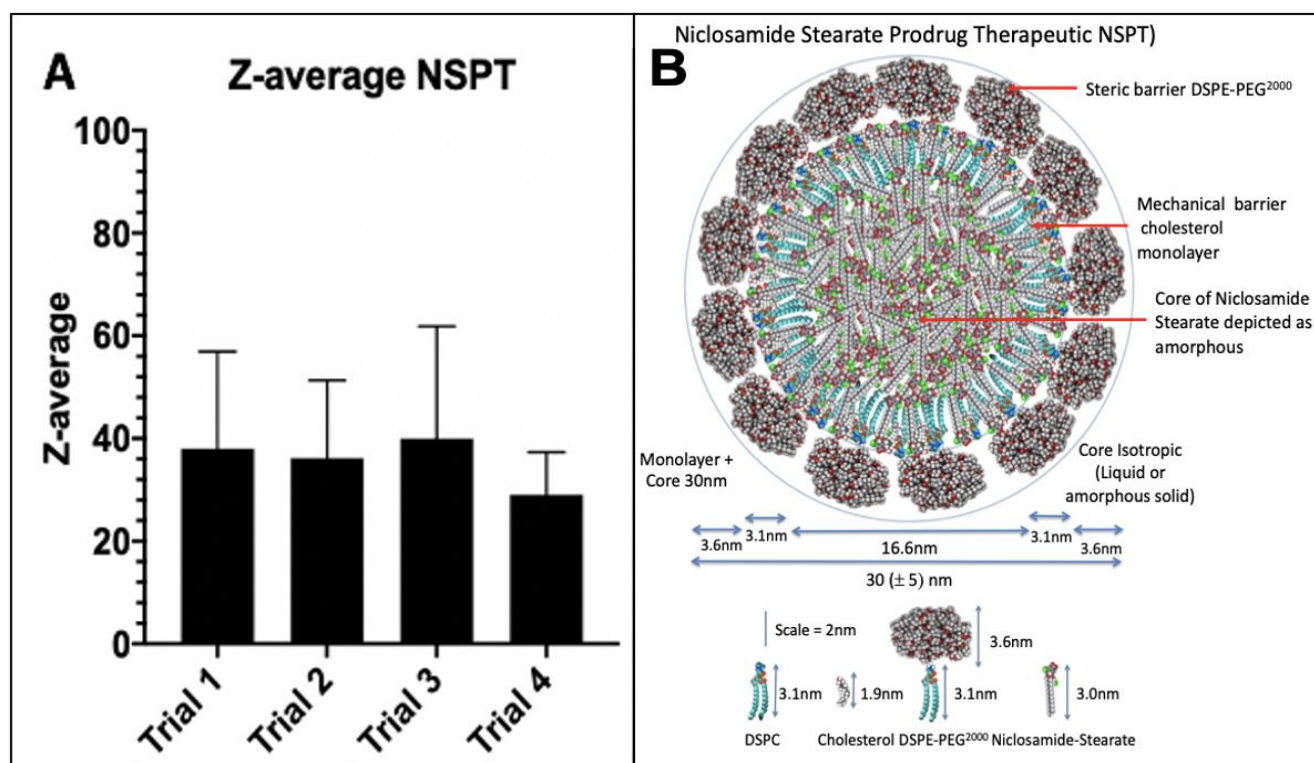 A
Z-average NSPT
Z-average
100
80
60
40
20
0
Trial 1
Trial 2
Trial 3
Trial 4
B
Niclosamide Stearate Prodrug Therapeutic NSPT)
Steric barrier DSPE-PEG2000
Mechanical barrier
cholesterol
monolayer
Core of Niclosamide
Stearate depicted as
amorphous
Monolayer +
Core 30nm
Core Isotropic
(Liquid or
amorphous solid)
3.6nm
3.1nm
16.6nm
3.1nm
3.6nm
30 (± 5) nm
Scale = 2nm
3.6nm
3.1nm
1.9nm
3.1nm
3.0nm
DSPC
Cholesterol
DSPE-PEG2000
Niclosamide-Stearate